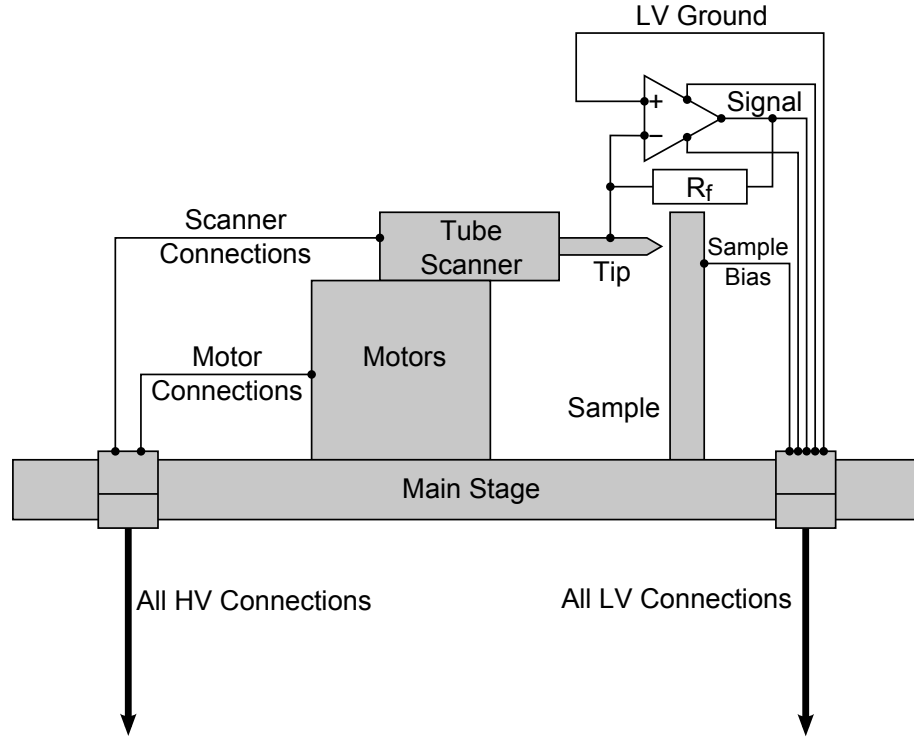 LV Ground
+
Signal
−
R_f
Scanner
Connections
Tube
Scanner
Sample
Bias
Tip
Motor
Connections
Motors
Sample
Main Stage
All HV Connections
All LV Connections